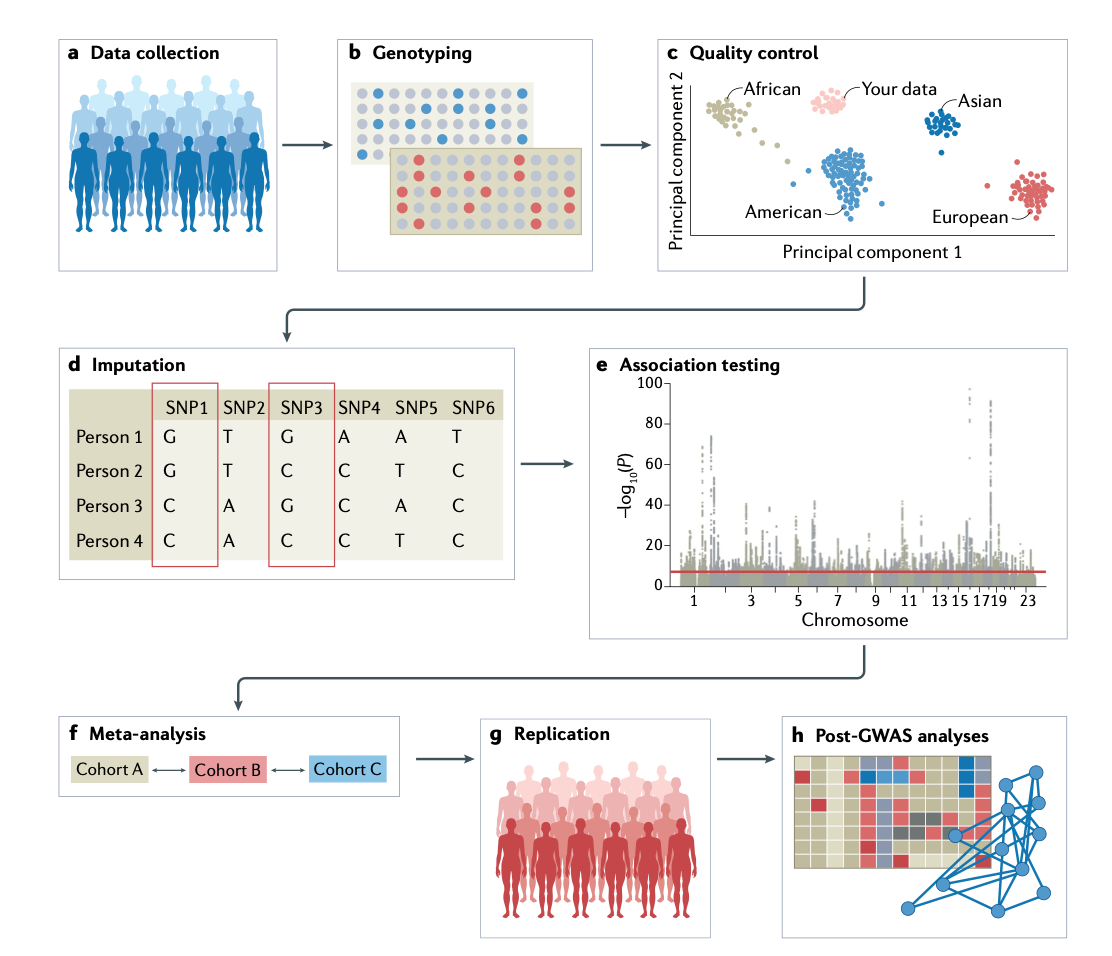 a Data collection
b Genotyping
c Quality control
Principal component 2
African
Your data
Asian
American
European
Principal component 1
d Imputation
SNP1 SNP2 SNP3 SNP4 SNP5 SNP6
Person 1 G T G A A T
Person 2 G T C C T C
Person 3 C A G C A C
Person 4 C A C C T C
e Association testing
–log10(P)
100
80
60
40
20
0
1 3 5 7 9 11 13 15 17 19 23
Chromosome
f Meta-analysis
Cohort A Cohort B Cohort C
g Replication
h Post-GWAS analyses